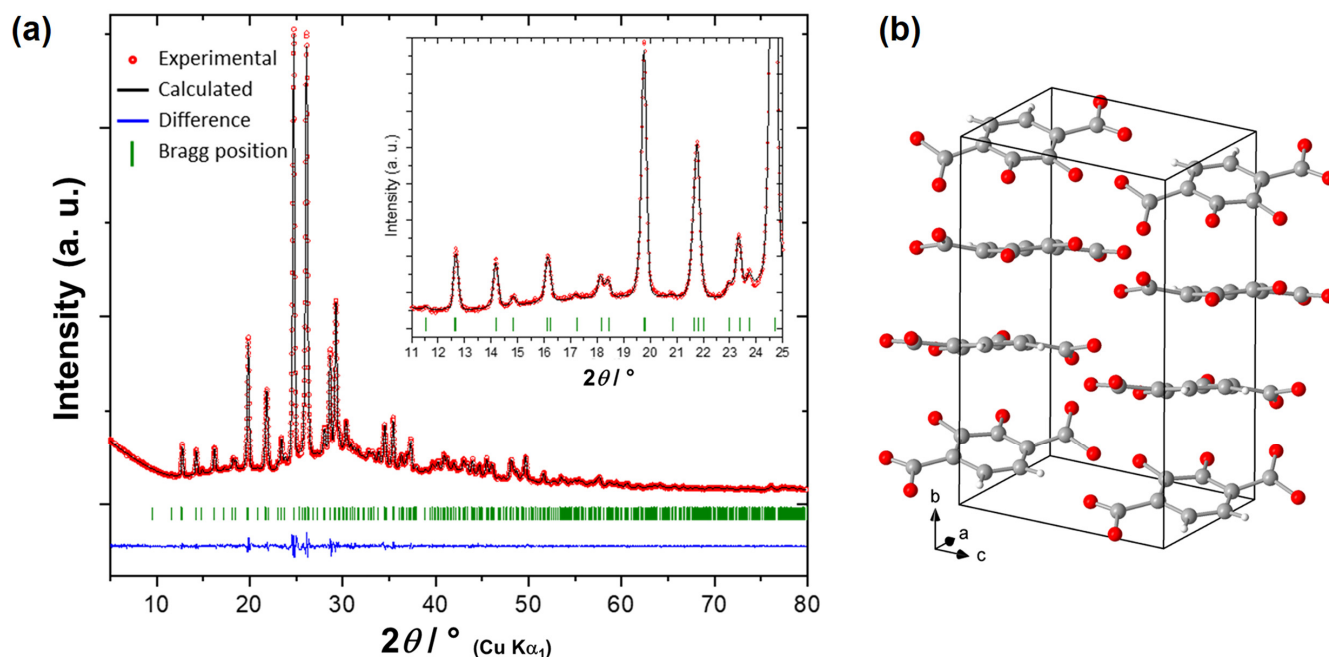 (a)
Experimental
Calculated
Difference
Bragg position
Intensity (a. u.)
10 20 30 40 50 60 70 80
2θ / ° (Cu Kα₁)
Intensity (a. u.)
11 12 13 14 15 16 17 18 19 20 21 22 23 24 25
2θ / °
(b)
b
a
c